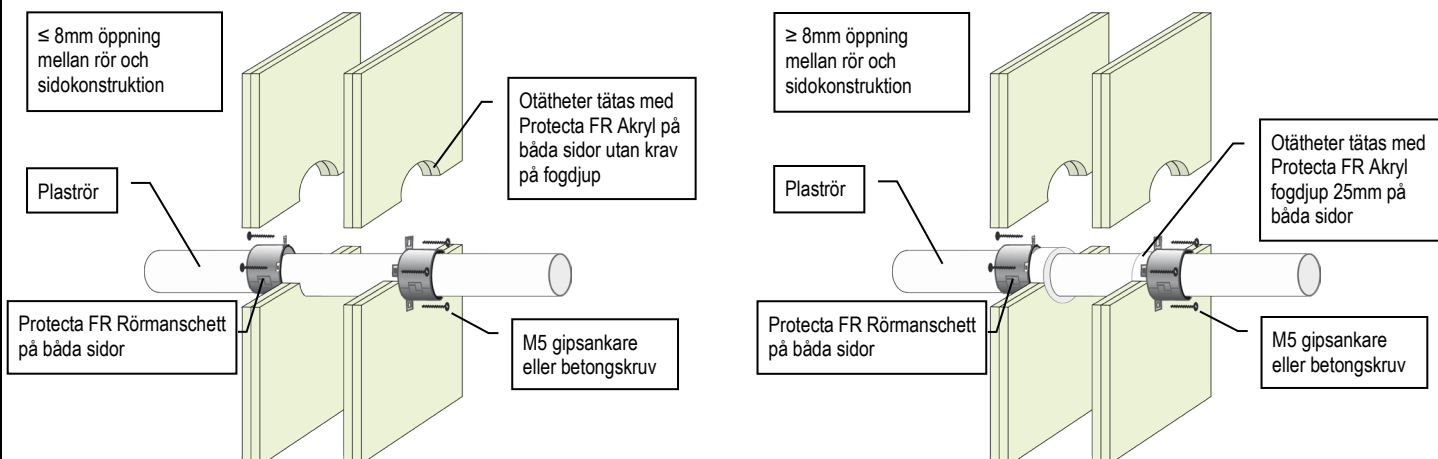 ≤ 8mm öppning
mellan rör och
sidokonstruktion
Otätheter tätas med
Protecta FR Akryl på
båda sidor utan krav
på fogdjup
Plaströr
Protecta FR Rörmanschett
på båda sidor
M5 gipsankare
eller betongskruv
≥ 8mm öppning
mellan rör och
sidokonstruktion
Otätheter tätas med
Protecta FR Akryl
fogdjup 25mm på
båda sidor
Plaströr
Protecta FR Rörmanschett
på båda sidor
M5 gipsankare
eller betongskruv